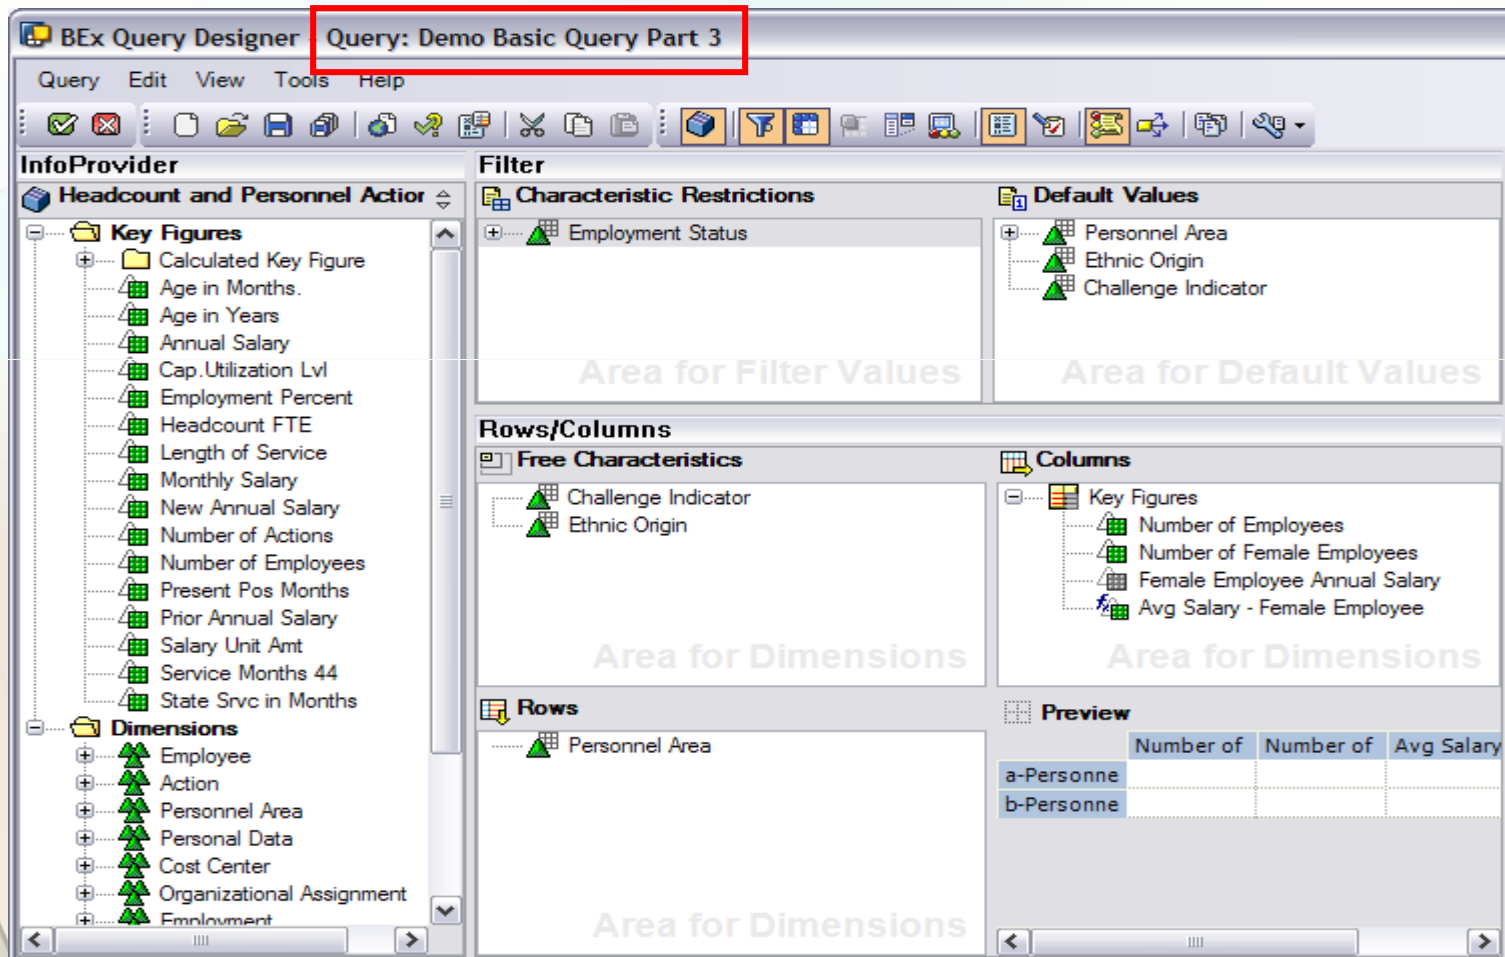 BEx Query Designer - Query: Demo Basic Query Part 3
Query Edit View Tools Help
InfoProvider
Headcount and Personnel Action
Key Figures
Calculated Key Figure
Age in Months.
Age in Years
Annual Salary
Cap.Utilization Lvl
Employment Percent
Headcount FTE
Length of Service
Monthly Salary
New Annual Salary
Number of Actions
Number of Employees
Present Pos Months
Prior Annual Salary
Salary Unit Amt
Service Months 44
State Srvc in Months
Dimensions
Employee
Action
Personnel Area
Personal Data
Cost Center
Organizational Assignment
Employment
Filter
Characteristic Restrictions
Employment Status
Area for Filter Values
Default Values
Personnel Area
Ethnic Origin
Challenge Indicator
Area for Default Values
Rows/Columns
Free Characteristics
Challenge Indicator
Ethnic Origin
Area for Dimensions
Columns
Key Figures
Number of Employees
Number of Female Employees
Female Employee Annual Salary
Avg Salary - Female Employee
Area for Dimensions
Rows
Personnel Area
Area for Dimensions
Preview
Number of Number of Avg Salary
a-Personne
b-Personne